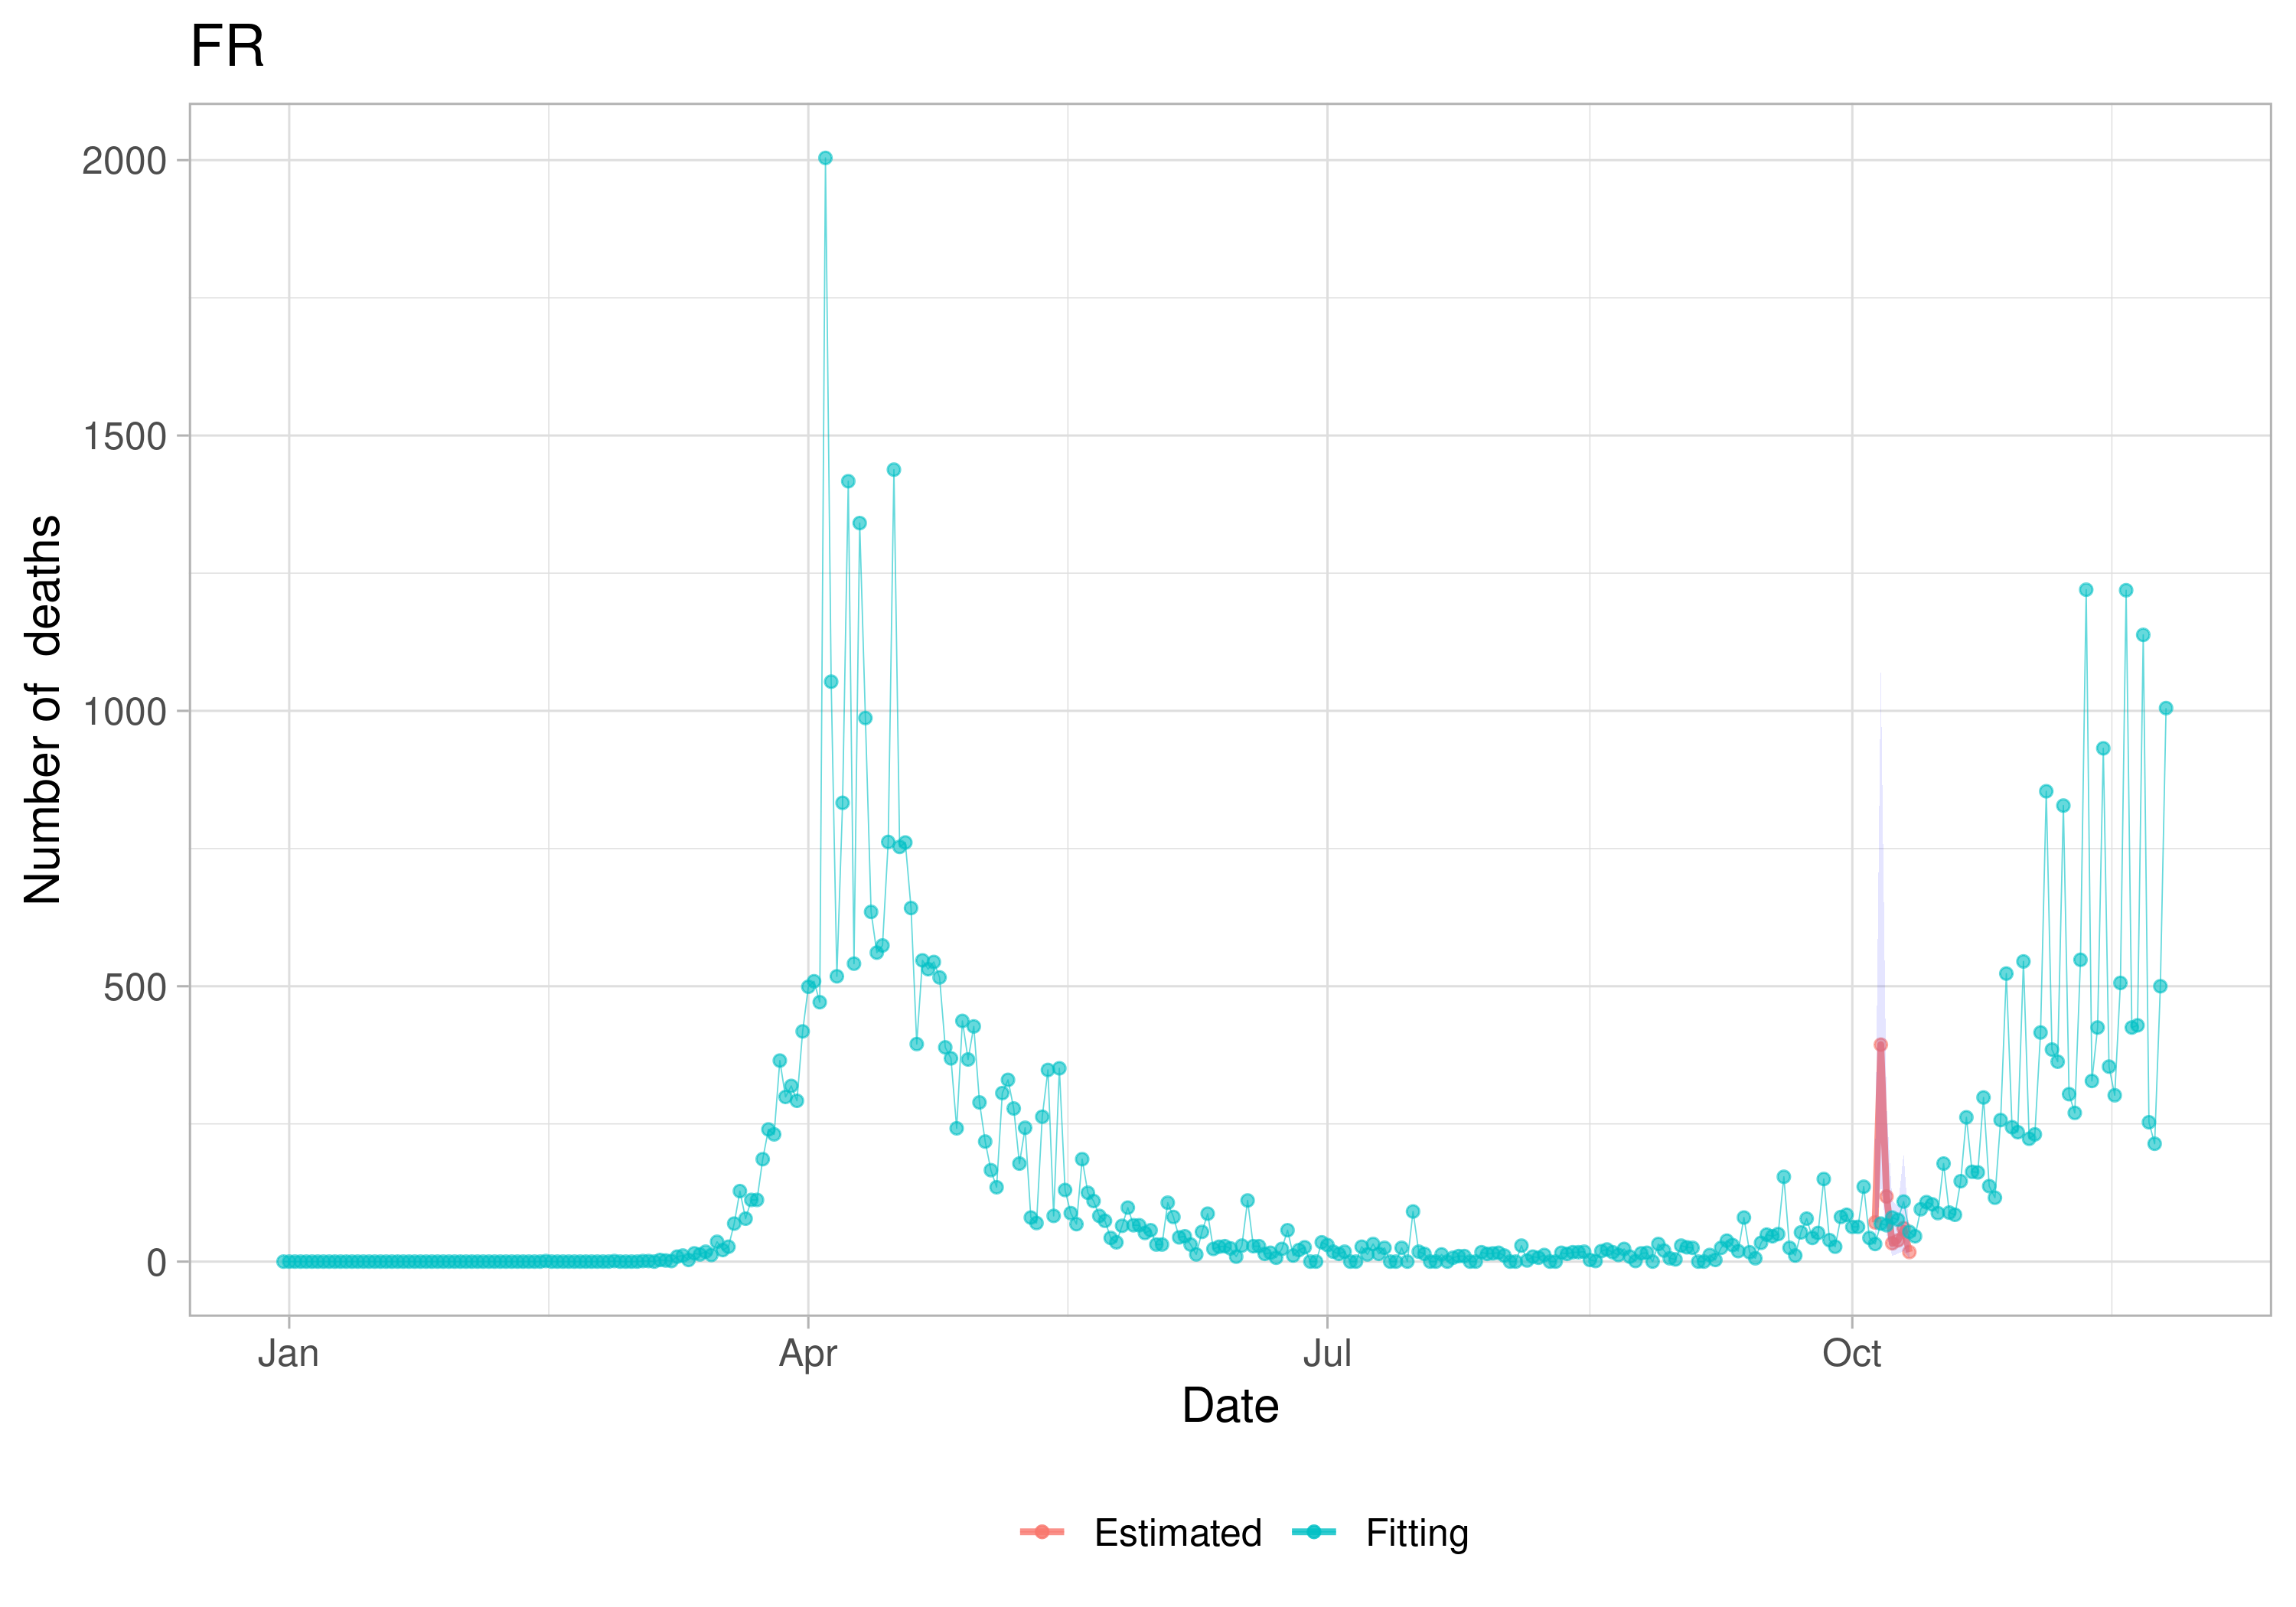 FR
2000
1500
1000
500
0
Number of deaths
Jan
Apr
Jul
Oct
Date
Estimated
Fitting